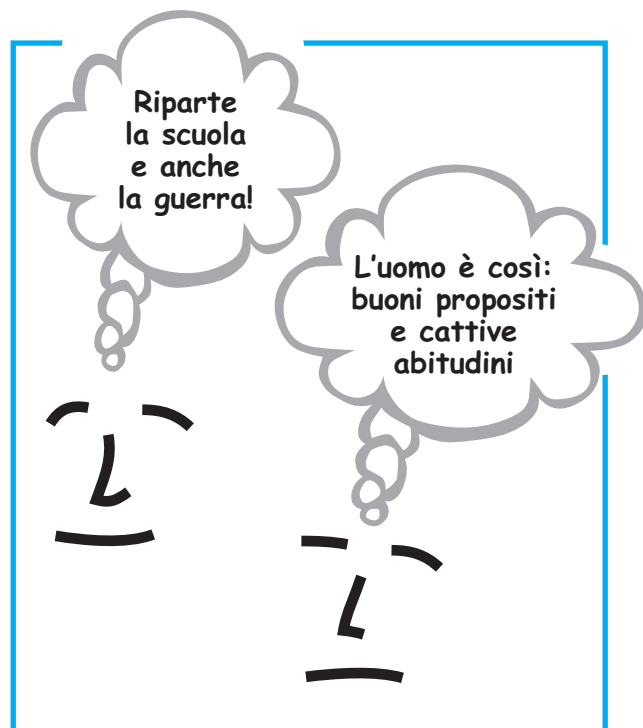 Riparte
la scuola
e anche
la guerra!
L'uomo è così:
buoni propositi
e cattive
abitudini